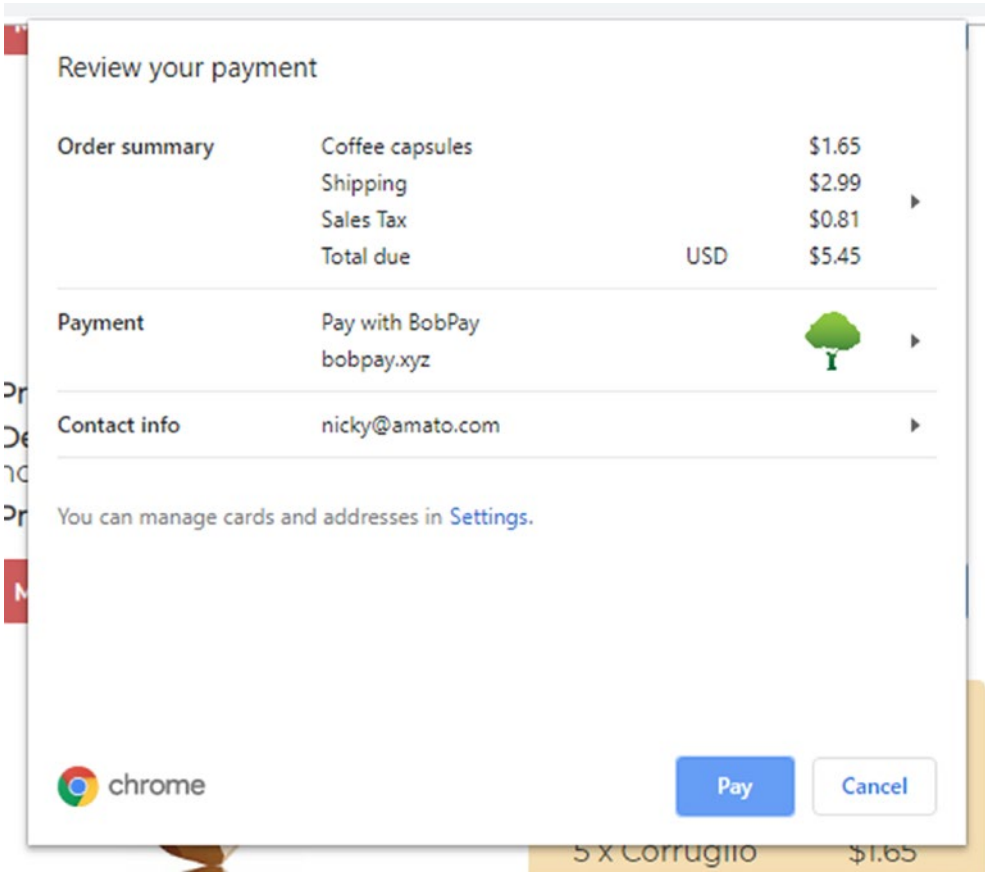 Review your payment
Order summary Coffee capsules $1.65
Shipping $2.99
Sales Tax $0.81
Total due USD $5.45
Payment Pay with BobPay
bobpay.xyz
Contact info nicky@amato.com
You can manage cards and addresses in Settings.
chrome Pay Cancel
5 x Corruglio $1.65